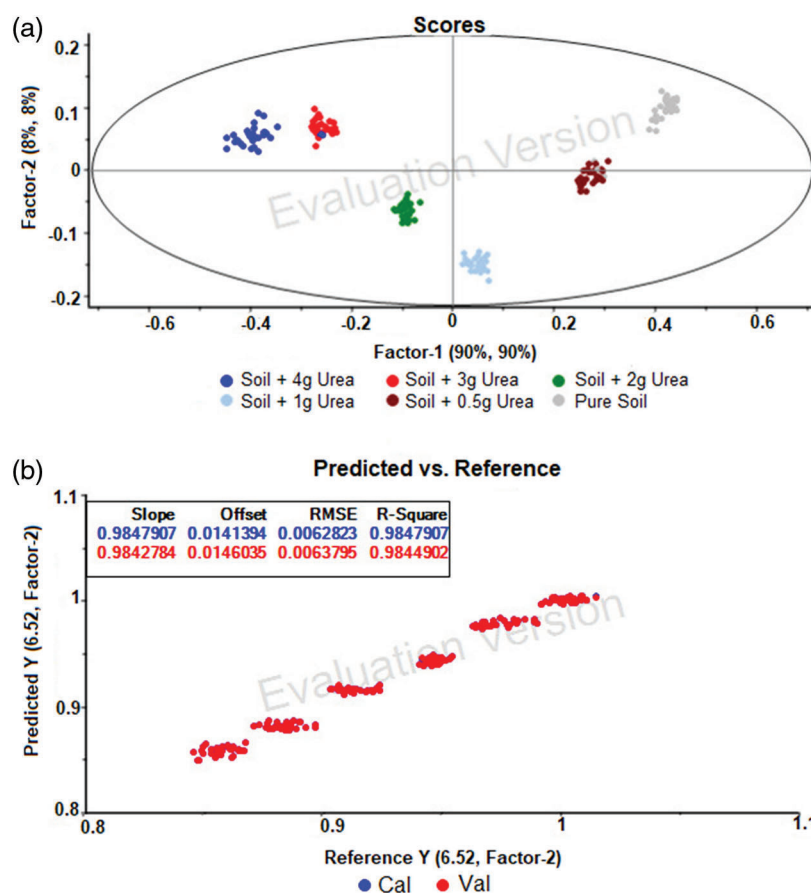 (a)
Scores
0.2
0.1
0
-0.1
-0.2
Factor-2 (8%, 8%)
Evaluation Version
-0.6 -0.4 -0.2 0 0.2 0.4 0.6
Factor-1 (90%, 90%)
Soil + 4g Urea Soil + 3g Urea Soil + 2g Urea
Soil + 1g Urea Soil + 0.5g Urea Pure Soil
(b)
Predicted vs. Reference
1.1
1
0.9
0.8
Predicted Y (6.52, Factor-2)
Slope Offset RMSE R-Square
0.9847907 0.0141394 0.0062823 0.9847907
0.9842784 0.0146035 0.0063795 0.9844902
Evaluation Version
0.8 0.9 1 1.1
Reference Y (6.52, Factor-2)
Cal Val